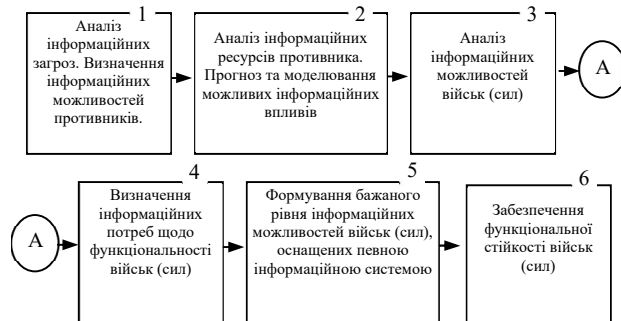 1
Аналіз
інформаційних
загроз. Визначення
інформаційних
можливостей
противників.
2
Аналіз інформаційних
ресурсів противника.
Прогноз та моделювання
можливих інформаційних
впливів
3
Аналіз
інформаційних
можливостей
військ (сил)
А
А
4
Визначення
інформаційних
потреб щодо
функціональності
військ (сил)
5
Формування бажаного
рівня інформаційних
можливостей військ (сил),
оснащених певною
інформаційною системою
6
Забезпечення
функціональної
стійкості військ
(сил)